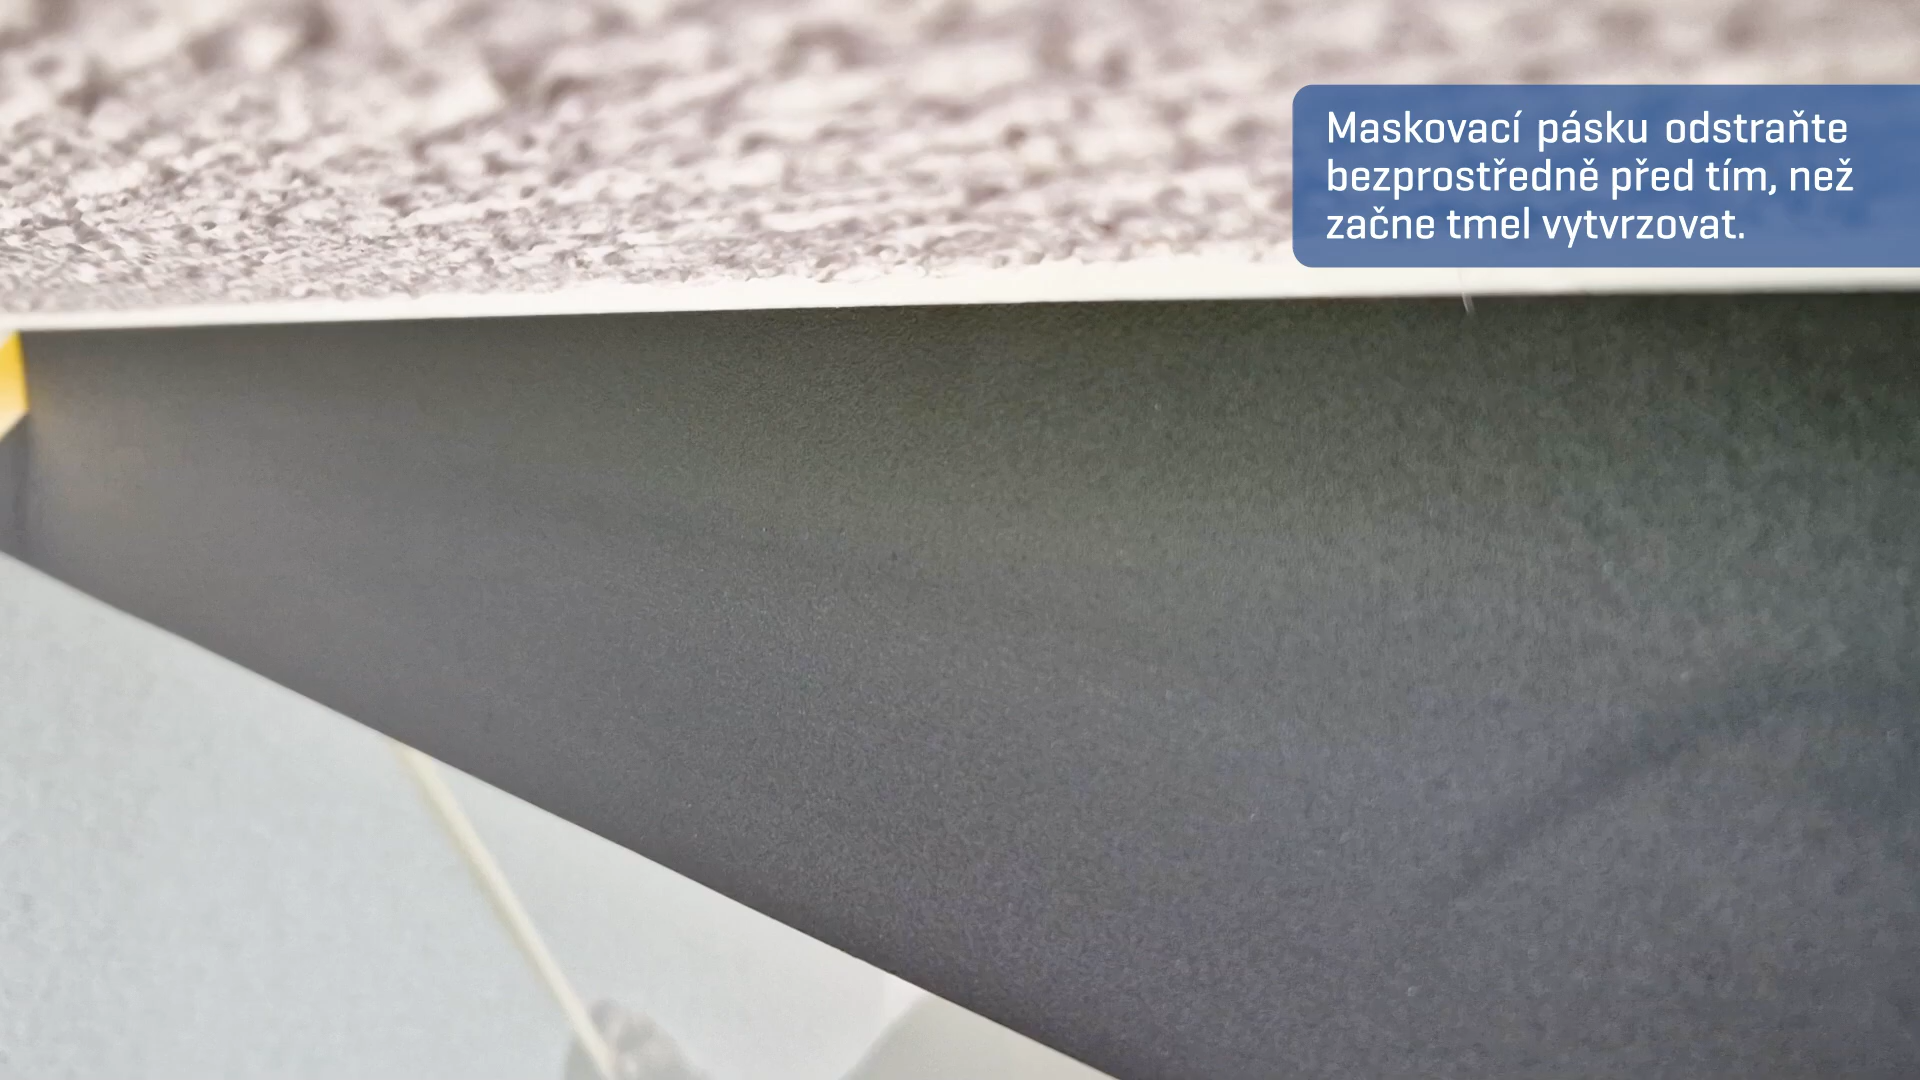 Maskovací pásku odstraňte
bezprostředně před tím, než
začne tmel vytvrzovat.